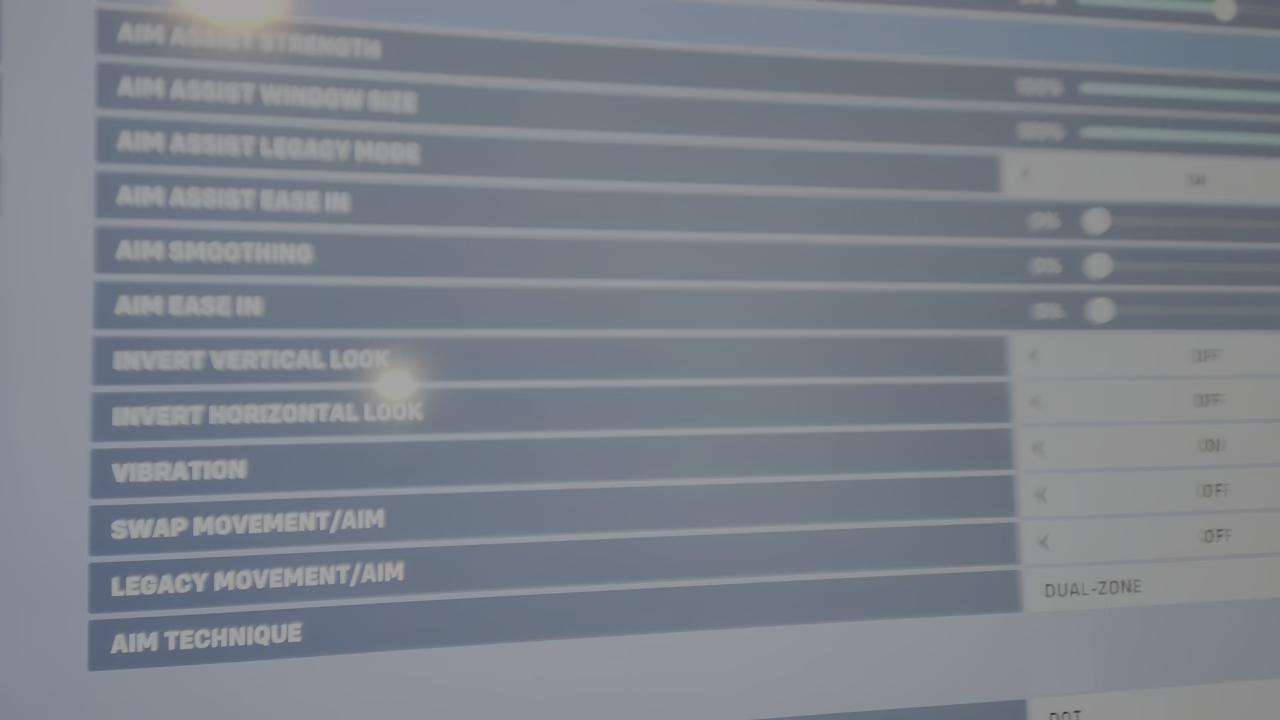 AIM ASSIST STRENGTH
AIM ASSIST WINDOW SIZE 100%
AIM ASSIST LEGACY MODE 100%
AIM ASSIST EASE IN
AIM SMOOTHING 0%
AIM EASE IN 0%
0%
INVERT VERTICAL LOOK OFF
INVERT HORIZONTAL LOOK OFF
VIBRATION ON
SWAP MOVEMENT/AIM OFF
LEGACY MOVEMENT/AIM OFF
AIM TECHNIQUE DUAL-ZONE
DOT